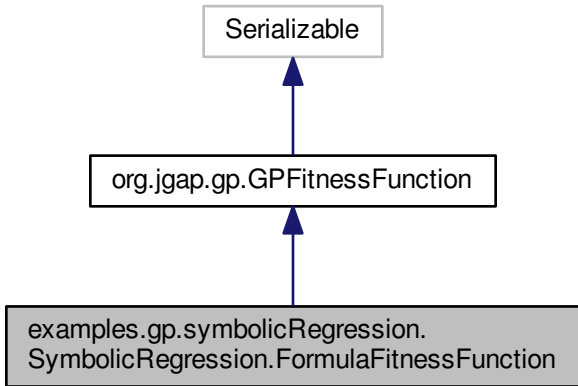 Serializable
org.jgap.gp.GPFitnessFunction
examples.gp.symbolicRegression.
SymbolicRegression.FormulaFitnessFunction